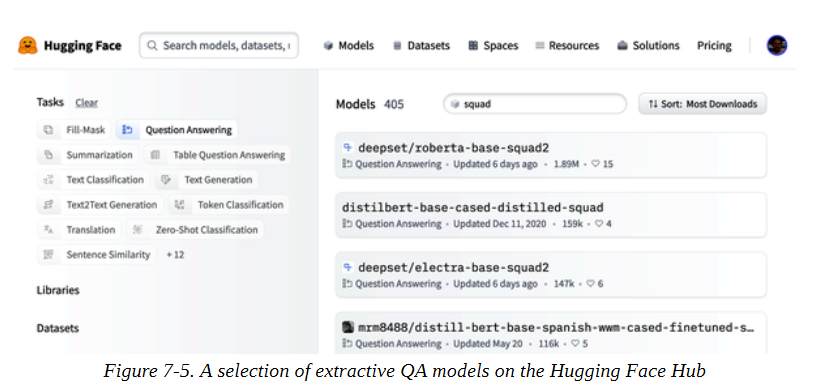 Hugging Face
Search models, datasets,
Models
Datasets
Spaces
Resources
Solutions
Pricing
Tasks Clear
Fill-Mask Question Answering
Summarization Table Question Answering
Text Classification Text Generation
Text2Text Generation Token Classification
Translation Zero-Shot Classification
Sentence Similarity +12
Libraries
Datasets
Models 405
squad
↑↓ Sort: Most Downloads
deepset/roberta-base-squad2
Question Answering • Updated 6 days ago • 1.89M • ♡ 15
distilbert-base-cased-distilled-squad
Question Answering • Updated Dec 11, 2020 • 159k • ♡ 4
deepset/electra-base-squad2
Question Answering • Updated 6 days ago • 147k • ♡ 6
mrm8488/distill-bert-base-spanish-wwm-cased-finetuned-s…
Question Answering • Updated May 20 • 116k • ♡ 5
Figure 7-5. A selection of extractive QA models on the Hugging Face Hub